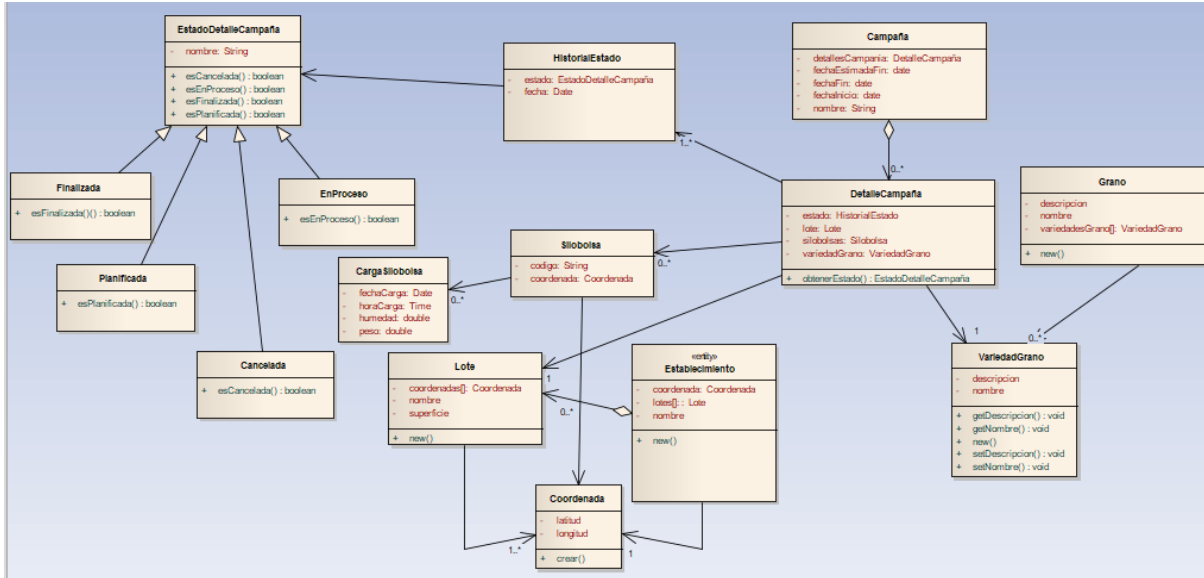 EstadoDetalleCampaña
- nombre: String
+ esCancelada() : boolean
+ esEnProceso() : boolean
+ esFinalizada() : boolean
+ esPlanificada() : boolean
HistorialEstado
- estado: EstadoDetalleCampaña
- fecha: Date
Campaña
- detallesCampania: DetalleCampaña
- fechaEstimadaFin: date
- fechaFin: date
- fechaInicio: date
- nombre: String
1..*
0..*
Finalizada
+ esFinalizada()() : boolean
EnProceso
+ esEnProceso() : boolean
DetalleCampaña
- estado: HistorialEstado
- lote: Lote
- silobolsas: Silobolsa
- variedadGrano: VariedadGrano
+ obtenerEstado() : EstadoDetalleCampaña
Grano
- descripcion
- nombre
- variedadesGrano[]: VariedadGrano
+ new()
Silobolsa
- codigo: String
- coordenada: Coordenada
0..*
Planificada
+ esPlanificada() : boolean
CargaSilobolsa
- fechaCarga: Date
- horaCarga: Time
- humedad: double
- peso: double
0..*
Cancelada
+ esCancelada() : boolean
Lote
- coordenadas[]: Coordenada
- nombre
- superficie
+ new()
1
0..*
«entity»
Establecimiento
- coordenada: Coordenada
- lotes[]: : Lote
- nombre
+ new()
1
0..*
VariedadGrano
- descripcion
- nombre
+ getDescripcion() : void
+ getNombre() : void
+ new()
+ setDescripcion() : void
+ setNombre() : void
Coordenada
- latitud
- longitud
+ crear()
1..*
1